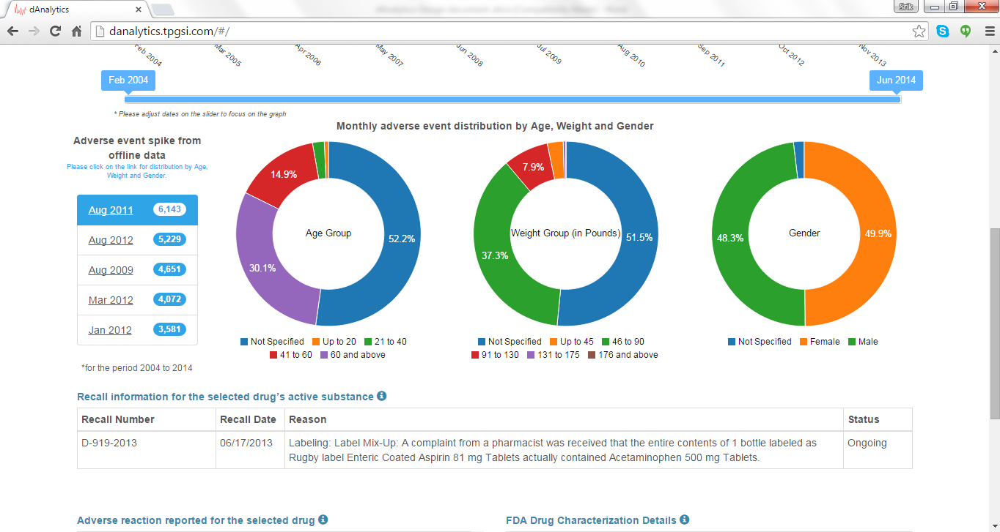 dAnalytics
Srik
danalytics.tpgsi.com/#/
Feb 2004
Mar 2005
Apr 2006
May 2007
Jun 2008
Jul 2009
Aug 2010
Sep 2011
Oct 2012
Nov 2013
Feb 2004
Jun 2014
* Please adjust dates on the slider to focus on the graph
Monthly adverse event distribution by Age, Weight and Gender
Adverse event spike from
offline data
Please click on the link for distribution by Age,
Weight and Gender.
Aug 2011 6,143
Aug 2012 5,229
Aug 2009 4,651
Mar 2012 4,072
Jan 2012 3,581
*for the period 2004 to 2014
14.9%
30.1%
Age Group
52.2%
Not Specified Up to 20 21 to 40
41 to 60 60 and above
7.9%
37.3%
Weight Group (in Pounds)
51.5%
Not Specified Up to 45 46 to 90
91 to 130 131 to 175 176 and above
48.3%
Gender
49.9%
Not Specified Female Male
Recall information for the selected drug's active substance
Recall Number Recall Date Reason Status
D-919-2013 06/17/2013 Labeling: Label Mix-Up: A complaint from a pharmacist was received that the entire contents of 1 bottle labeled as Ongoing
Rugby label Enteric Coated Aspirin 81 mg Tablets actually contained Acetaminophen 500 mg Tablets.
Adverse reaction reported for the selected drug
FDA Drug Characterization Details